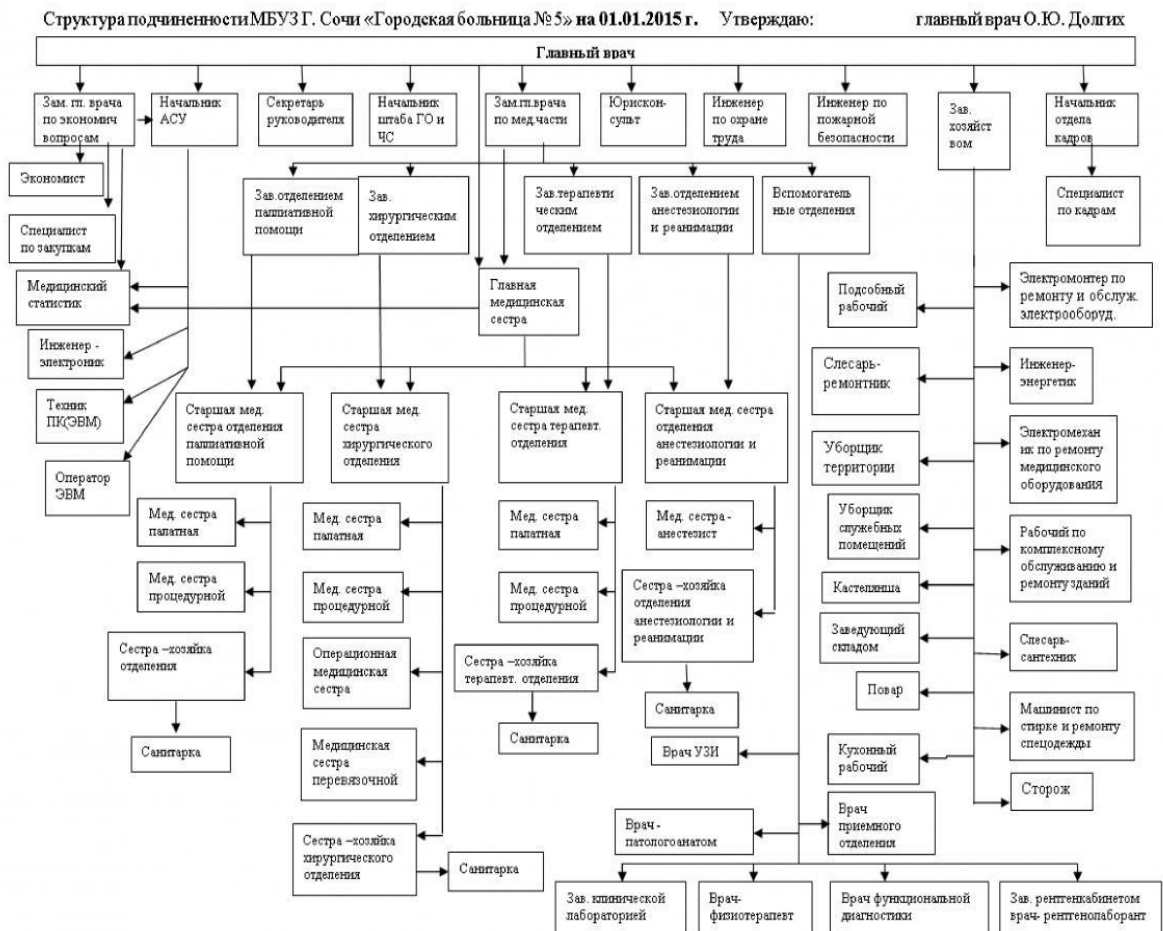 Структура подчиненности МБУЗ Г. Сочи «Городская больница №5» на 01.01.2015 г. Утверждаю: главный врач О.Ю. Долгих
Главный врач
Зам. гл. врача
по экономич
вопросам
Начальник
АСУ
Секретарь
руководителя
Начальник
штаба ГО и
ЧС
Зам.гл.врача
по мед.части
Юрискон-
сульт
Инженер
по охране
труда
Инженер по
пожарной
безопасности
Зав.
хозяйст
вом
Начальник
отдела
кадров
Экономист
Специалист
по закупкам
Зав.отделением
паллиативной
помощи
Зав.
хирургическим
отделением
Зав.терапевти
ческим
отделением
Зав.отделением
анестезиологии
и реанимации
Вспомогатель
ные отделения
Специалист
по кадрам
Медицинский
статистик
Главная
медицинская
сестра
Подсобный
рабочий
Электромонтер по
ремонту и обслуж.
электрооборуд.
Инженер -
электроник
Слесарь-
ремонтник
Инженер-
энергетик
Техник
ПК(ЭВМ)
Старшая мед.
сестра отделения
паллиативной
помощи
Старшая мед.
сестра
хирургического
отделения
Старшая мед.
сестра терапевт.
отделения
Старшая мед. сестра
отделения
анестезиологии и
реанимации
Уборщик
территории
Электромехан
ик по ремонту
медицинского
оборудования
Оператор
ЭВМ
Мед. сестра
палатная
Мед. сестра
палатная
Мед. сестра
палатная
Мед. сестра -
анестезист
Уборщик
служебных
помещений
Рабочий по
комплексному
обслуживанию и
ремонту зданий
Мед. сестра
процедурной
Мед. сестра
процедурной
Мед. сестра
процедурной
Сестра –хозяйка
отделения
анестезиологии и
реанимации
Кастелянша
Заведующий
складом
Слесарь-
сантехник
Сестра –хозяйка
отделения
Операционная
медицинская
сестра
Сестра –хозяйка
терапевт. отделения
Санитарка
Повар
Машинист по
стирке и ремонту
спецодежды
Санитарка
Медицинская
сестра
перевязочной
Санитарка
Врач УЗИ
Кухонный
рабочий
Сторож
Сестра –хозяйка
хирургического
отделения
Санитарка
Врач -
патологоанатом
Врач
приемного
отделения
Зав. клинической
лабораторией
Врач-
физиотерапевт
Врач функциональной
диагностики
Зав. рентгенкабинетом
врач- рентгенолаборант